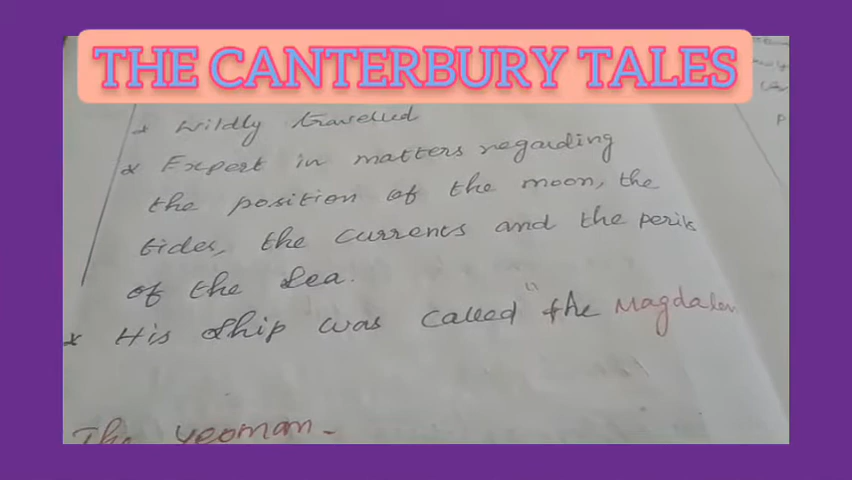 THE CANTERBURY TALES
* Wildly travelled
* Expert in matters regarding
the position of the moon, the
tides, the currents and the perils
of the Sea.
* His Ship was called "the Magdalen
The yeoman -